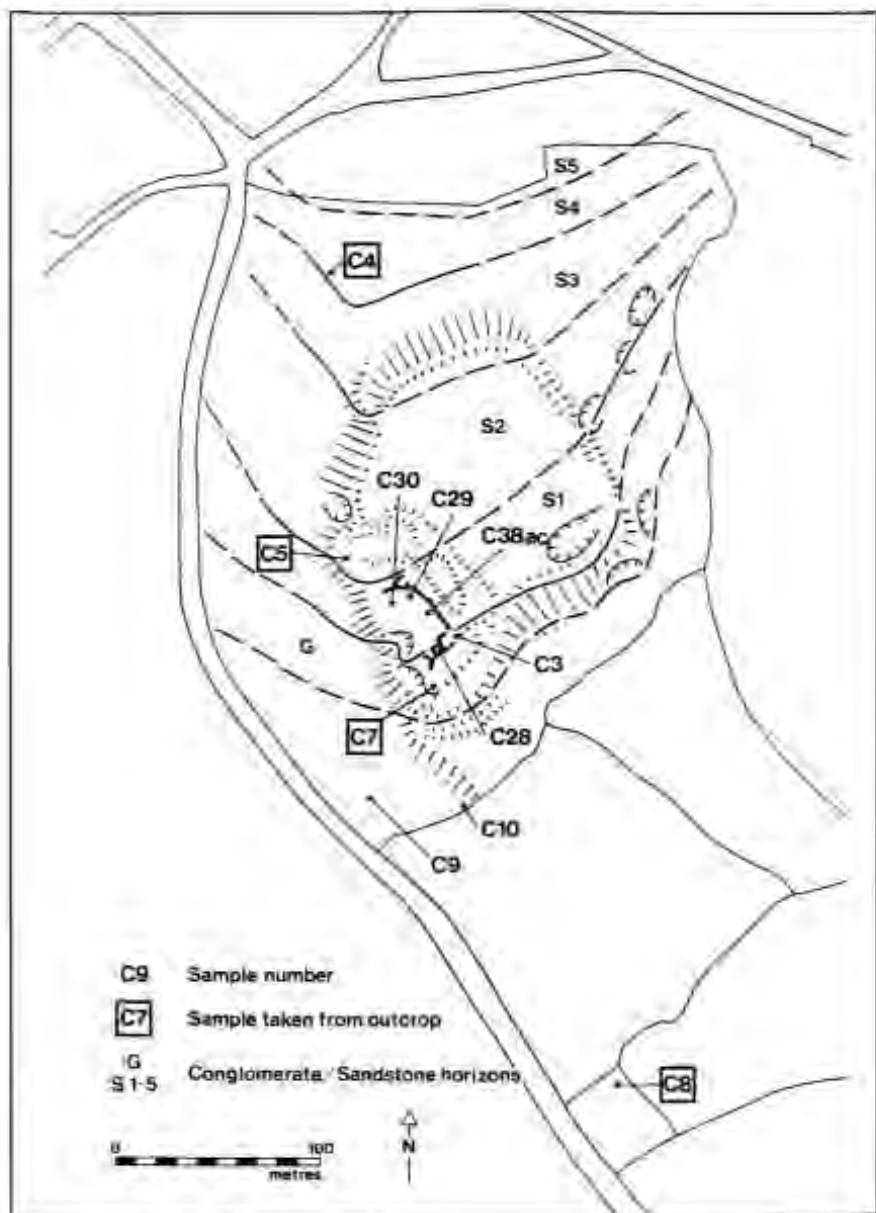 S5
S4
C4
S3
S2
C30
C29
S1
C38ac
C5
G
C3
C7
C28
C10
C9
C9 Sample number
C7 Sample taken from outcrop
G
S 1-5 Conglomerate/Sandstone horizons
C8
0 100
metres
N